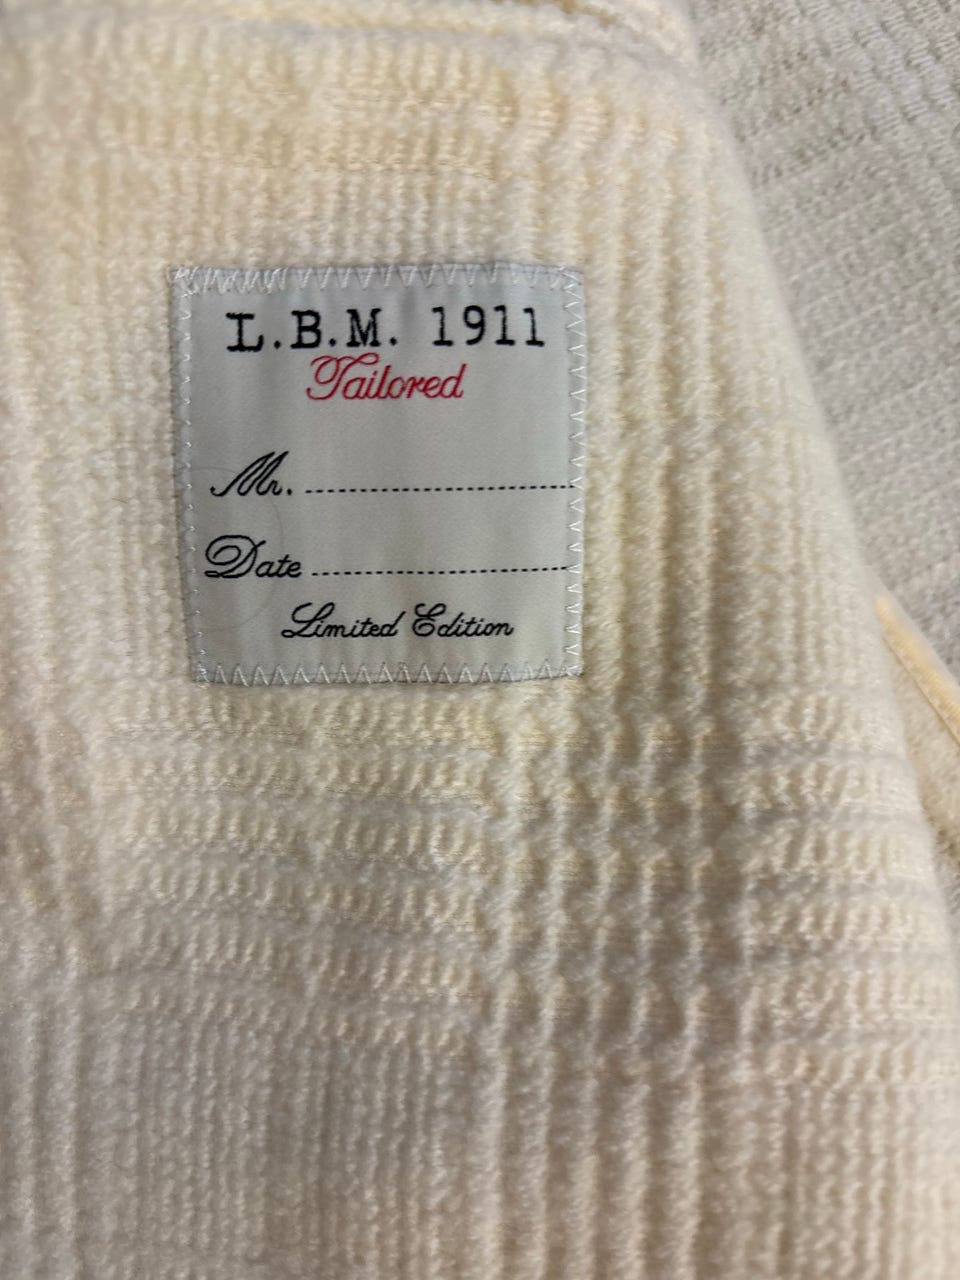 L.B.M. 1911
Tailored
Mr. ........................................
Date ........................................
Limited Edition